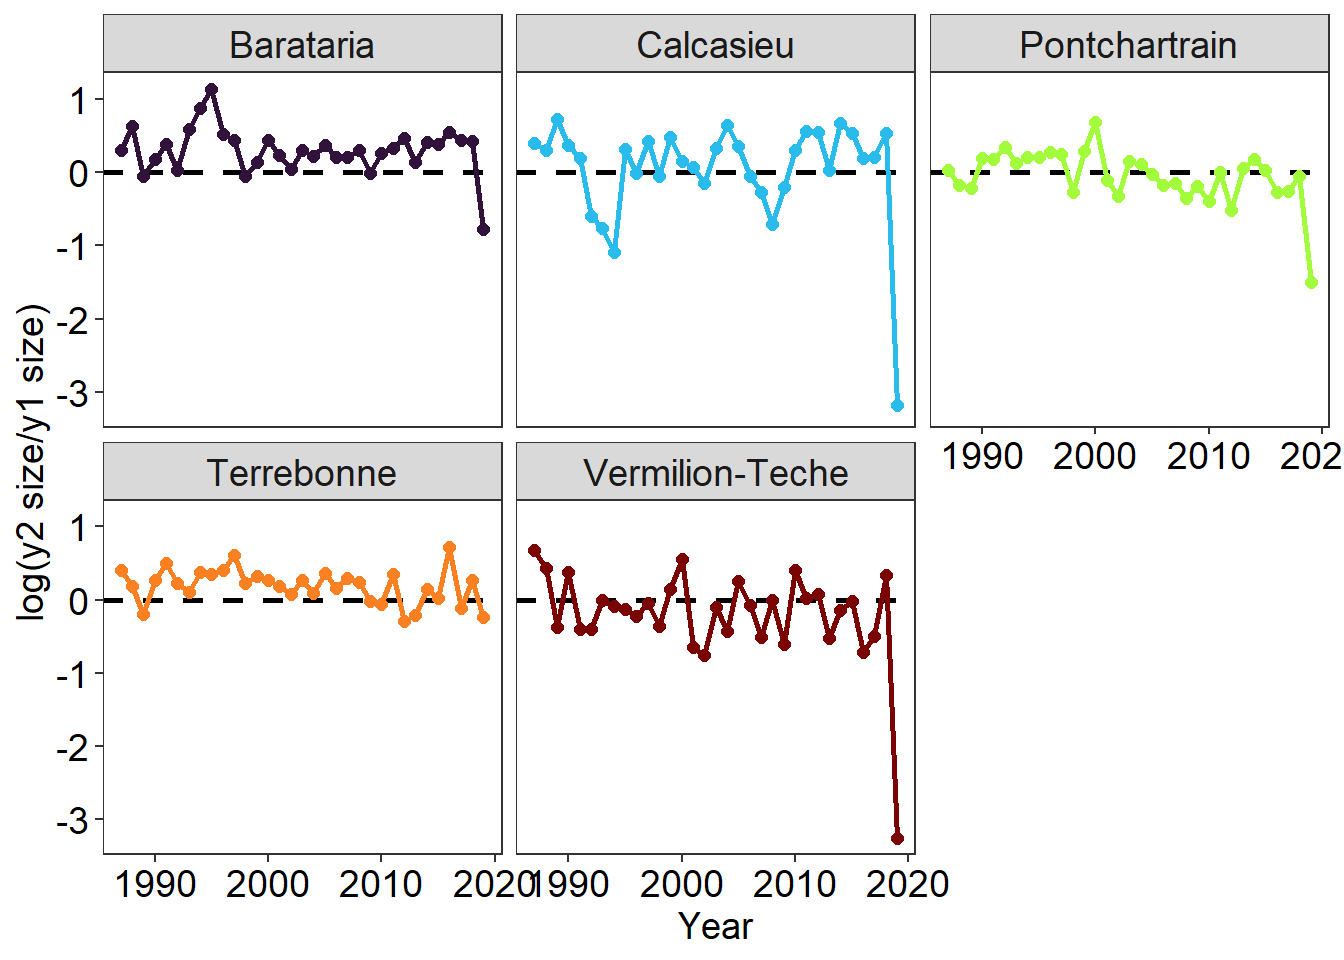 Barataria
Calcasieu
Pontchartrain
1
0
-1
-2
-3
1990 2000 2010 202
Terrebonne
Vermilion-Teche
1
0
-1
-2
-3
1990 2000 2010 2020
1990 2000 2010 2020
Year
log(y2 size/y1 size)